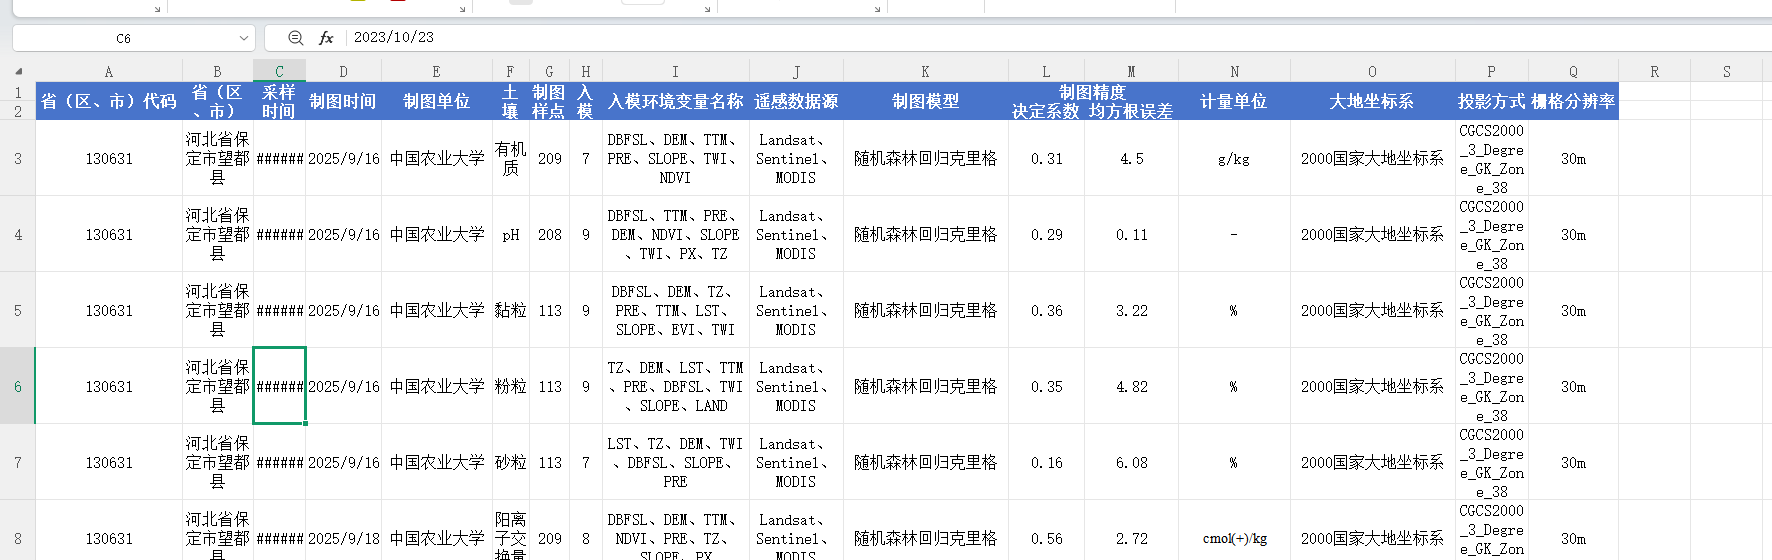 C6 fx 2023/10/23
A B C D E F G H I J K L M N O P Q R S
1 省（区、市）代码 省（区、市） 采样时间 制图时间 制图单位 土壤 制图样点 入模 入模环境变量名称 遥感数据源 制图模型 制图精度 计量单位 大地坐标系 投影方式 栅格分辨率
2 决定系数 均方根误差
3 130631 河北省保定市望都县 ###### 2025/9/16 中国农业大学 有机质 209 7 DBFSL、DEM、TTM、PRE、SLOPE、TWI、NDVI Landsat、Sentinel、MODIS 随机森林回归克里格 0.31 4.5 g/kg 2000国家大地坐标系 CGCS2000_3_Degree_GK_Zone_38 30m
4 130631 河北省保定市望都县 ###### 2025/9/16 中国农业大学 pH 208 9 DBFSL、TTM、PRE、DEM、NDVI、SLOPE、TWI、PX、TZ Landsat、Sentinel、MODIS 随机森林回归克里格 0.29 0.11 - 2000国家大地坐标系 CGCS2000_3_Degree_GK_Zone_38 30m
5 130631 河北省保定市望都县 ###### 2025/9/16 中国农业大学 黏粒 113 9 DBFSL、DEM、TZ、PRE、TTM、LST、SLOPE、EVI、TWI Landsat、Sentinel、MODIS 随机森林回归克里格 0.36 3.22 % 2000国家大地坐标系 CGCS2000_3_Degree_GK_Zone_38 30m
6 130631 河北省保定市望都县 ###### 2025/9/16 中国农业大学 粉粒 113 9 TZ、DEM、LST、TTM、PRE、DBFSL、TWI、SLOPE、LAND Landsat、Sentinel、MODIS 随机森林回归克里格 0.35 4.82 % 2000国家大地坐标系 CGCS2000_3_Degree_GK_Zone_38 30m
7 130631 河北省保定市望都县 ###### 2025/9/16 中国农业大学 砂粒 113 7 LST、TZ、DEM、TWI、DBFSL、SLOPE、PRE Landsat、Sentinel、MODIS 随机森林回归克里格 0.16 6.08 % 2000国家大地坐标系 CGCS2000_3_Degree_GK_Zone_38 30m
8 130631 河北省保定市望都县 ###### 2025/9/18 中国农业大学 阳离子交换量 209 8 DBFSL、DEM、TTM、NDVI、PRE、TZ、SLOPE、PX Landsat、Sentinel、MODIS 随机森林回归克里格 0.56 2.72 cmol(+)/kg 2000国家大地坐标系 CGCS2000_3_Degree_GK_Zon 30m